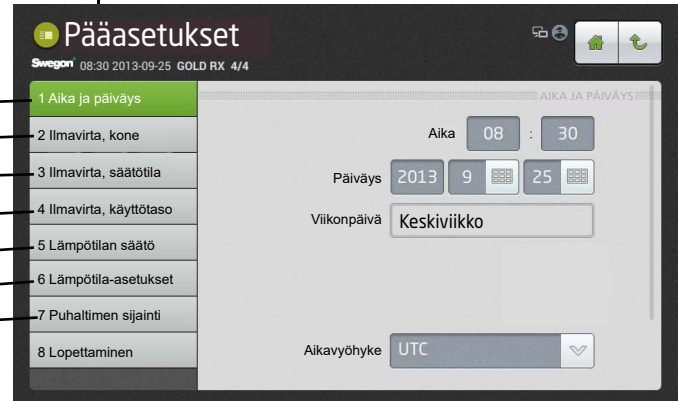 Pääasetukset
Swegon 08:30 2013-09-25 GOLD RX 4/4
1 Aika ja päiväys
2 Ilmavirta, kone
3 Ilmavirta, säätötila
4 Ilmavirta, käyttötaso
5 Lämpötilan säätö
6 Lämpötila-asetukset
7 Puhaltimen sijainti
8 Lopettaminen
AIKA JA PÄIVÄYS
Aika 08 : 30
Päiväys 2013 9 25
Viikonpäivä Keskiviikko
Aikavyöhyke UTC